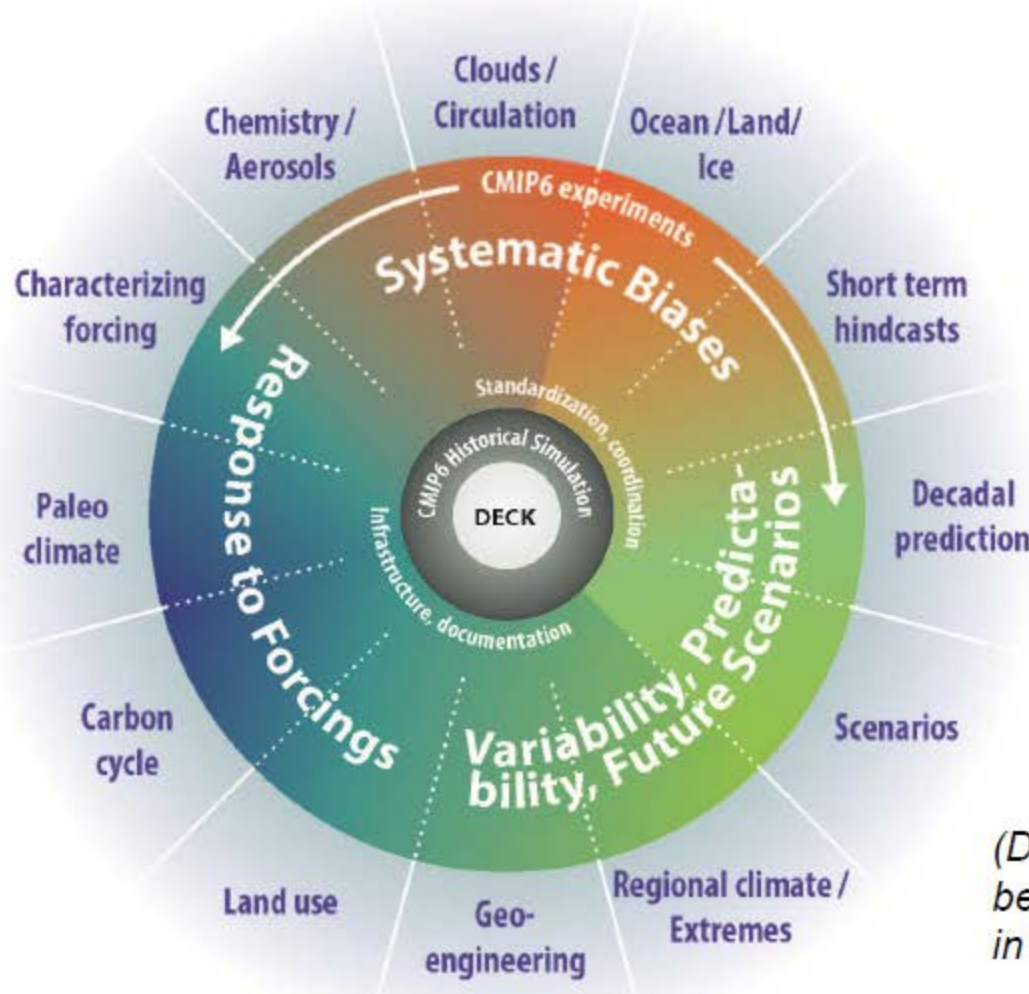 Clouds /
Circulation
Ocean /Land/
Ice
Short term
hindcasts
Decadal
prediction
Scenarios
Regional climate /
Extremes
Geo-
engineering
Land use
Carbon
cycle
Paleo
climate
Characterizing
forcing
Chemistry /
Aerosols
CMIP6 experiments
Systematic Biases
Variability, Predicta-
bility, Future Scenarios
Response to Forcings
Standardization, coordination
Infrastructure, documentation
CMIP6 Historical Simulation
DECK
(D
be
in